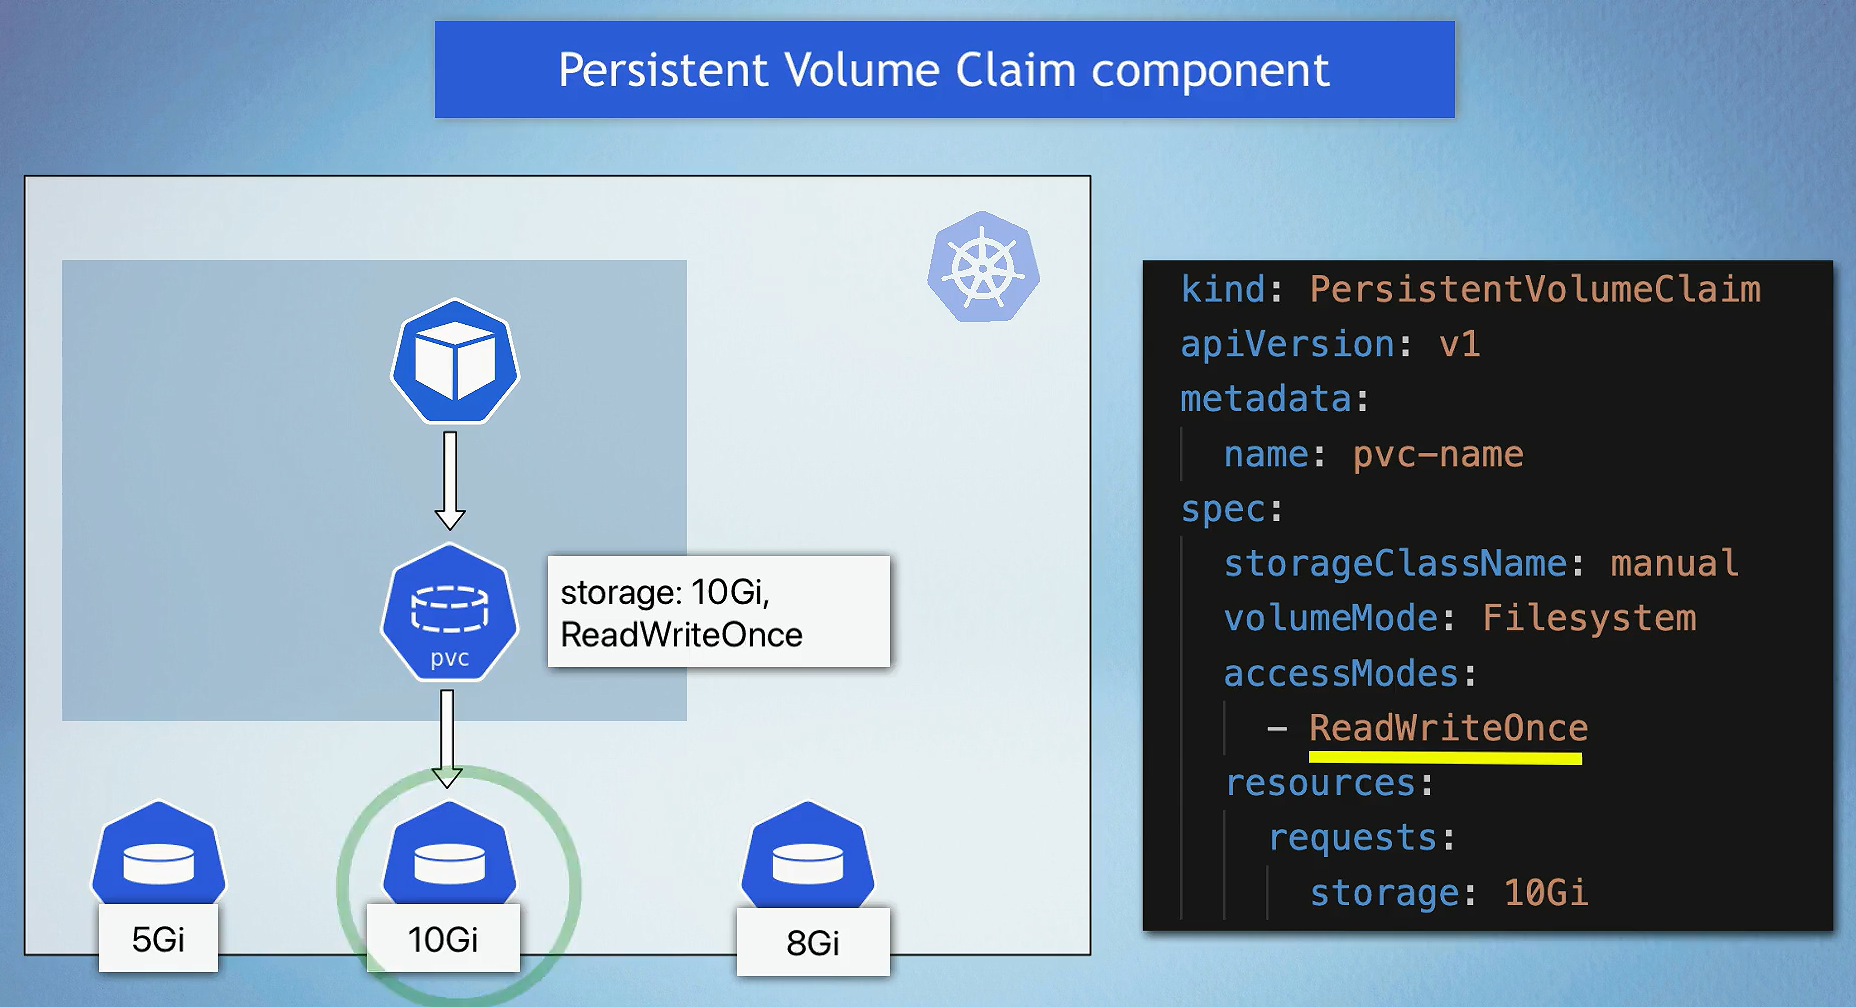 Persistent Volume Claim component
pvc
storage: 10Gi,
ReadWriteOnce
5Gi
10Gi
8Gi
kind: PersistentVolumeClaim
apiVersion: v1
metadata:
  name: pvc-name
spec:
  storageClassName: manual
  volumeMode: Filesystem
  accessModes:
    - ReadWriteOnce
  resources:
    requests:
      storage: 10Gi